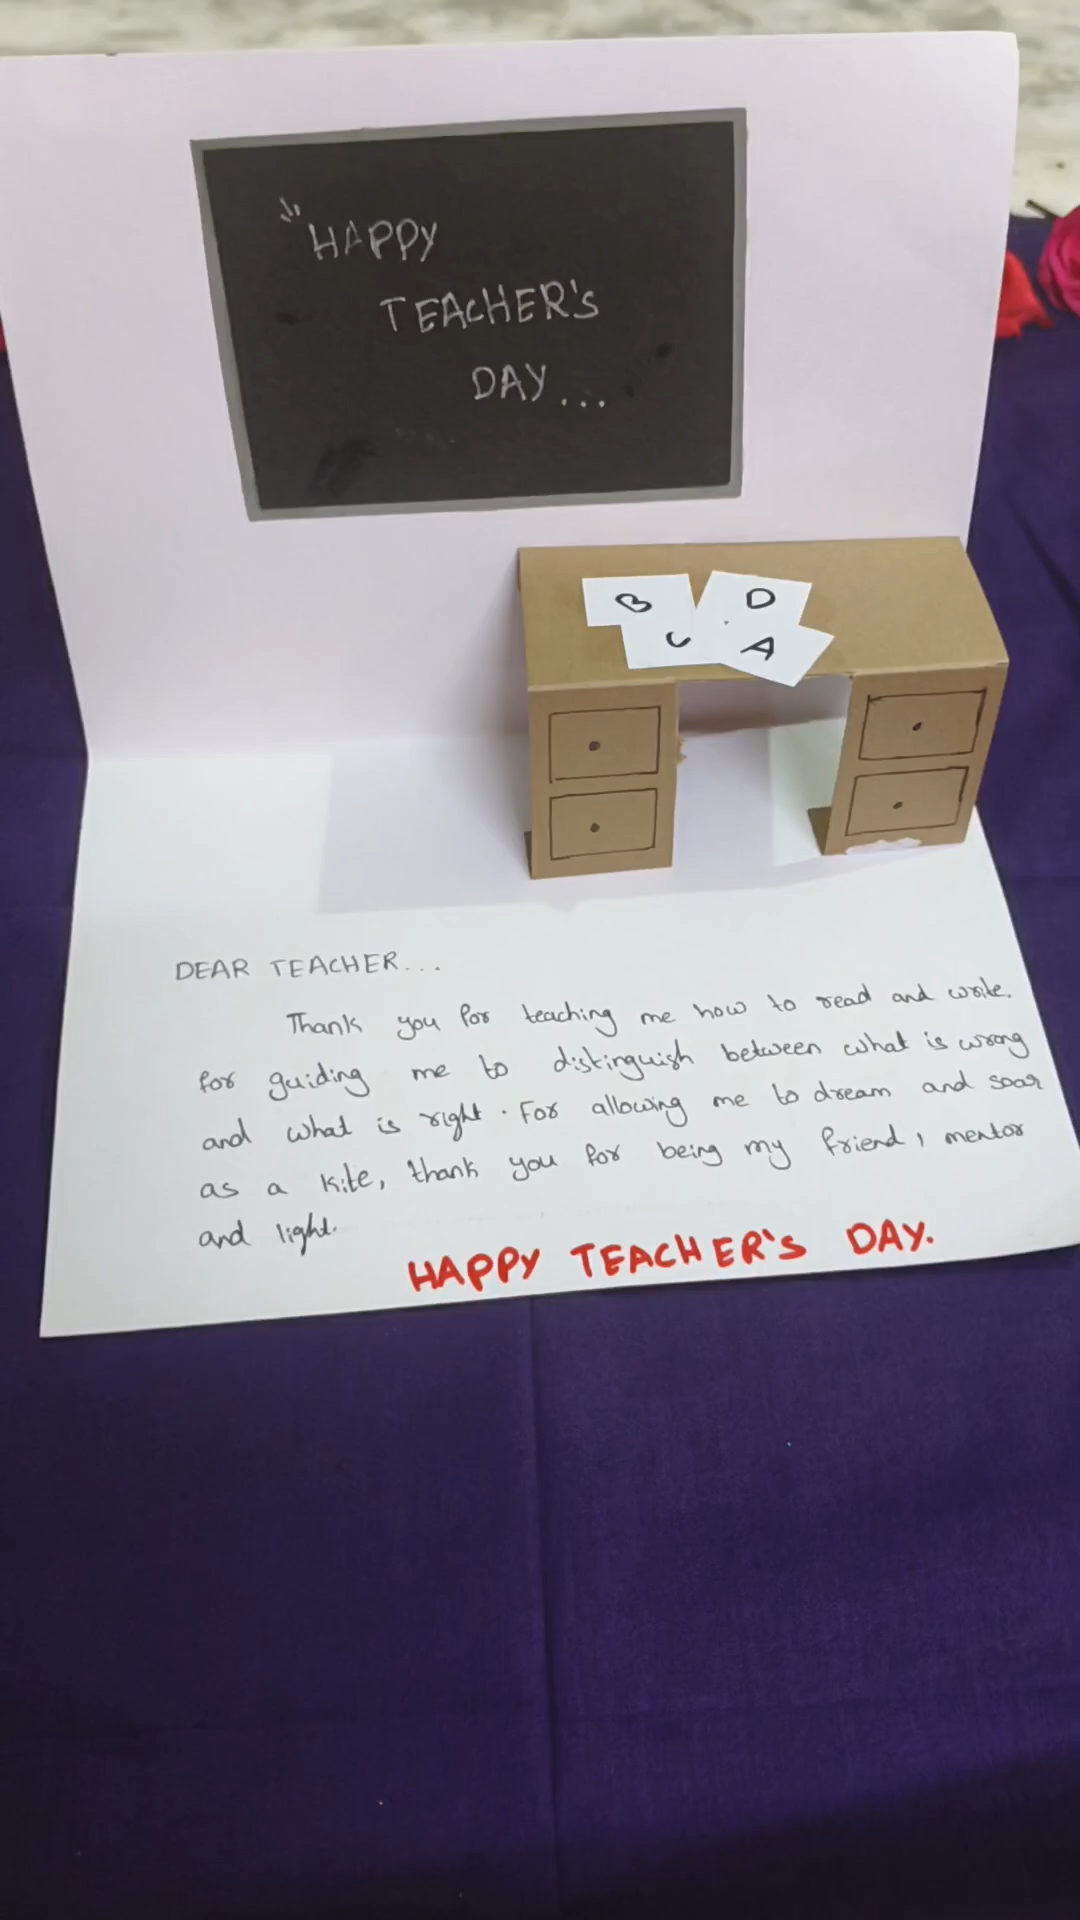 "HAPPY
TEACHER'S
DAY...
B D
C A
DEAR TEACHER...
Thank you for teaching me how to read and write.
for guiding me to distinguish between what is wrong
and what is right. For allowing me to dream and soar
as a kite, thank you for being my friend, mentor
and light.
HAPPY TEACHER'S DAY.